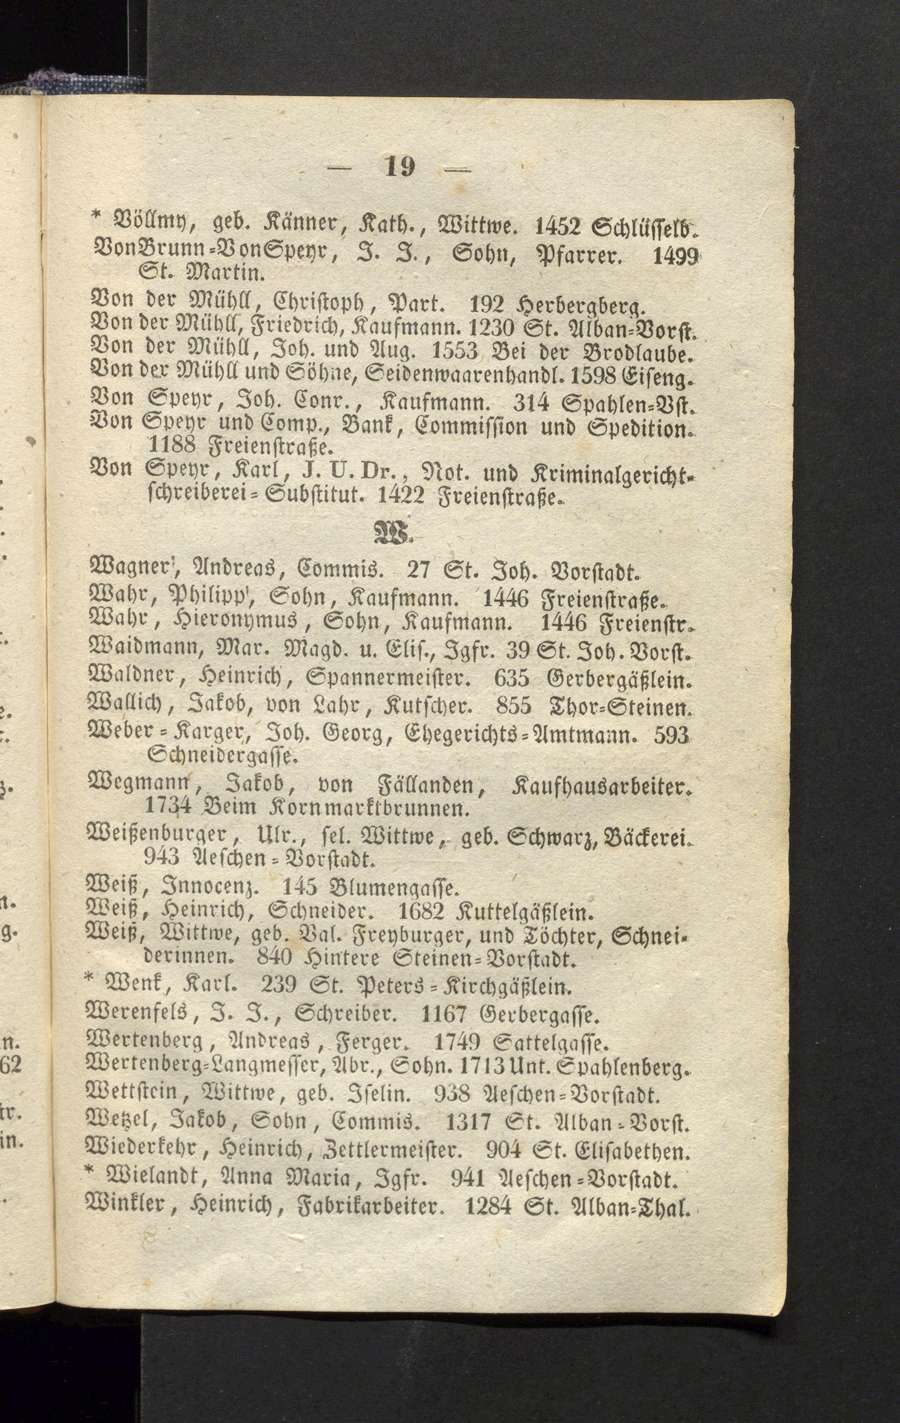 — 19 —
* Völlmy, geb. Känner, Kath., Wittwe. 1452 Schlüsselb.
VonBrunn-VonSpeyr, J. J., Sohn, Pfarrer. 1499
St. Martin.
Von der Mühll, Christoph, Part. 192 Herbergberg.
Von der Mühll, Friedrich, Kaufmann. 1230 St. Alban-Vorst.
Von der Mühll, Joh. und Aug. 1553 Bei der Brodlaube.
Von der Mühll und Söhne, Seidenwaarenhandl. 1598 Eiseng.
Von Speyr, Joh. Conr., Kaufmann. 314 Spahlen-Vst.
Von Speyr und Comp., Bank, Commission und Spedition.
1188 Freienstraße.
Von Speyr, Karl, J. U. Dr., Not. und Kriminalgericht-
schreiberei-Substitut. 1422 Freienstraße.
W.
Wagner', Andreas, Commis. 27 St. Joh. Vorstadt.
Wahr, Philipp', Sohn, Kaufmann. 1446 Freienstraße.
Wahr, Hieronymus, Sohn, Kaufmann. 1446 Freienstr.
Waidmann, Mar. Magd. u. Elis., Igfr. 39 St. Joh. Vorst.
Waldner, Heinrich, Spannermeister. 635 Gerbergäßlein.
Wallich, Jakob, von Lahr, Kutscher. 855 Thor-Steinen.
Weber-Karger, Joh. Georg, Ehegerichts-Amtmann. 593
Schneidergasse.
Wegmann, Jakob, von Fällanden, Kaufhausarbeiter.
1734 Beim Kornmarktbrunnen.
Weißenburger, Ulr., sel. Wittwe, geb. Schwarz, Bäckerei.
943 Aeschen-Vorstadt.
Weiß, Innocenz. 145 Blumengasse.
Weiß, Heinrich, Schneider. 1682 Kuttelgäßlein.
Weiß, Wittwe, geb. Val. Freyburger, und Töchter, Schnei-
derinnen. 840 Hintere Steinen-Vorstadt.
* Wenk, Karl. 239 St. Peters-Kirchgäßlein.
Werenfels, J. J., Schreiber. 1167 Gerbergasse.
Wertenberg, Andreas, Ferger. 1749 Sattelgasse.
Wertenberg-Langmesser, Abr., Sohn. 1713 Unt. Spahlenberg.
Wettstein, Wittwe, geb. Iselin. 938 Aeschen-Vorstadt.
Wetzel, Jakob, Sohn, Commis. 1317 St. Alban-Vorst.
Wiederkehr, Heinrich, Zettlermeister. 904 St. Elisabethen.
* Wielandt, Anna Maria, Igfr. 941 Aeschen-Vorstadt.
Winkler, Heinrich, Fabrikarbeiter. 1284 St. Alban-Thal.